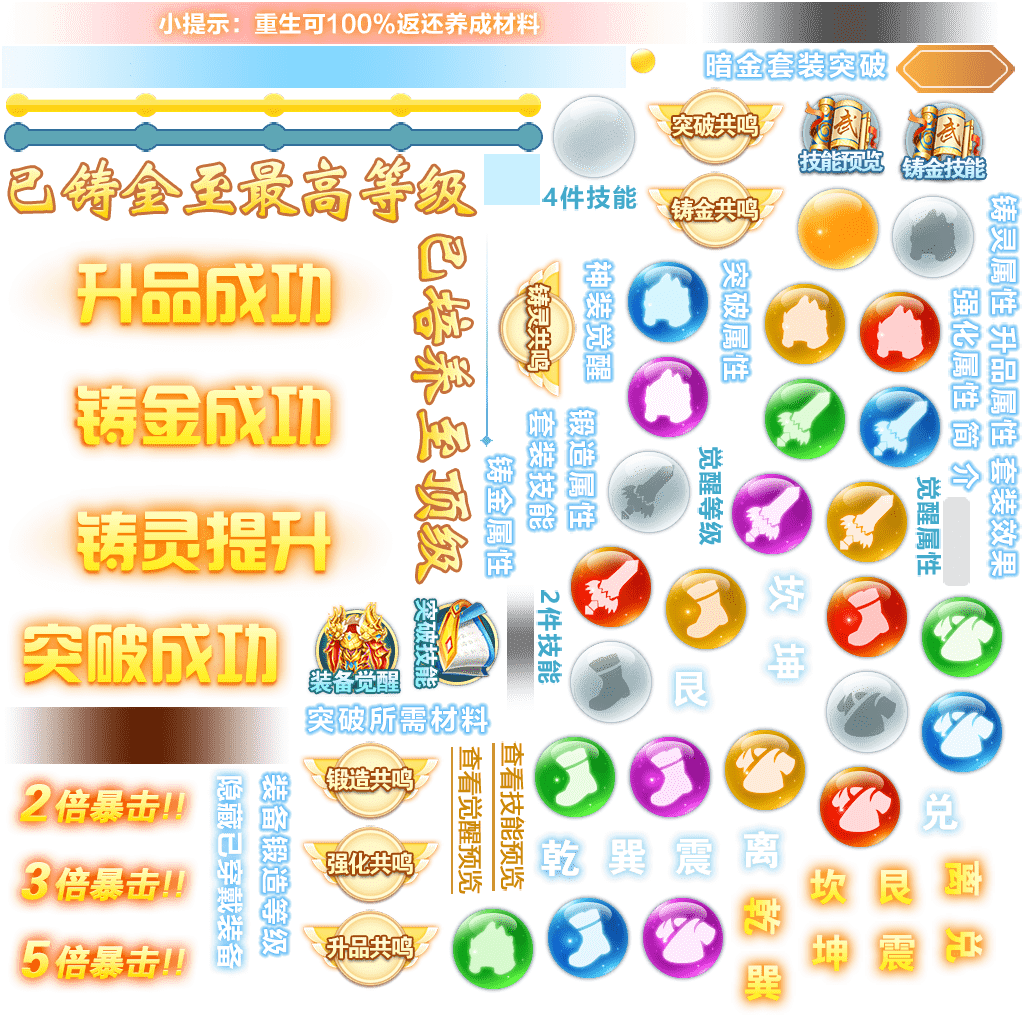 小提示：重生可100%返还养成材料
暗金套装突破
突破共鸣
技能预览
铸金技能
已铸金至最高等级
4件技能
铸金共鸣
升品成功
已培养至顶级
铸灵共鸣
神装觉醒
突破属性
铸灵属性
升品属性
套装效果
强化属性
简介
铸金成功
锻造属性
套装技能
铸金属性
觉醒等级
觉醒属性
铸灵提升
2件技能
坎
坤
艮
突破成功
装备觉醒
突破技能
突破所需材料
锻造共鸣
查看技能预览
查看觉醒预览
2倍暴击!!
3倍暴击!!
5倍暴击!!
隐藏已穿戴装备
装备锻造等级
强化共鸣
升品共鸣
乾
巽
震
离
兑
坎
艮
离
乾
坤
震
兑
巽